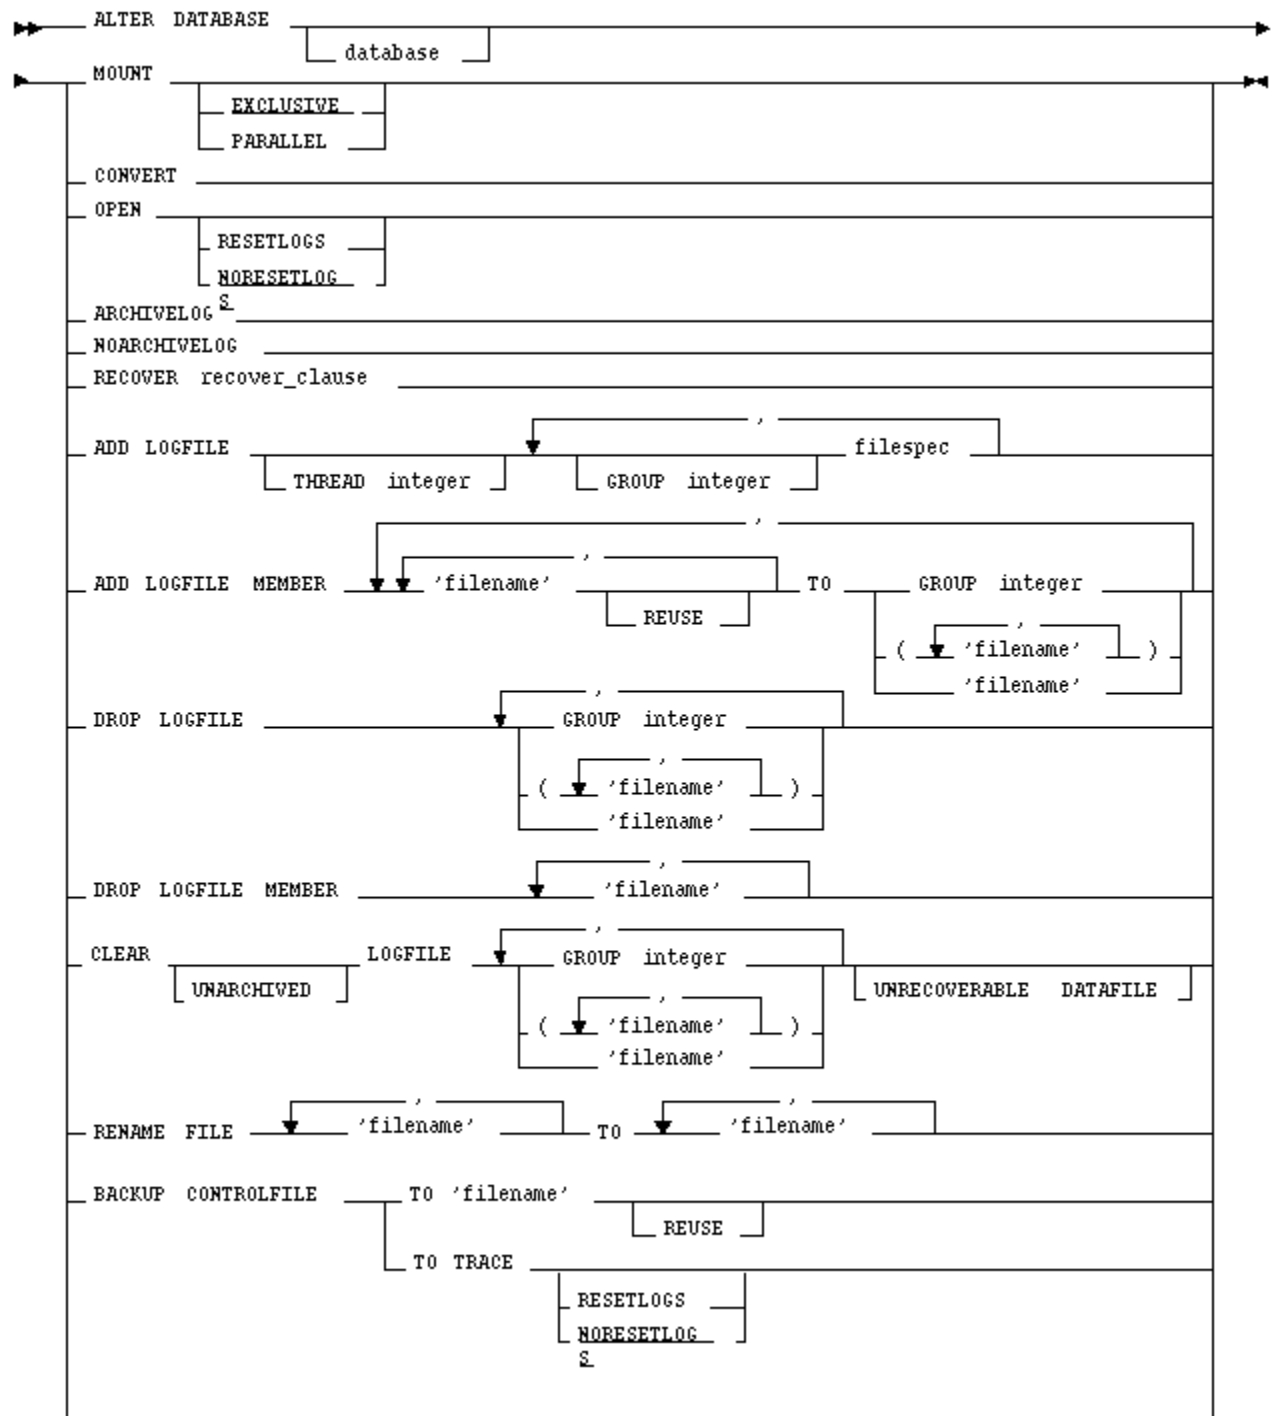 ALTER DATABASE
database
MOUNT
EXCLUSIVE
PARALLEL
CONVERT
OPEN
RESETLOGS
NORESETLOG
S
ARCHIVELOG
NOARCHIVELOG
RECOVER recover_clause
,
ADD LOGFILE filespec
THREAD integer GROUP integer
,
,
ADD LOGFILE MEMBER 'filename' TO GROUP integer
REUSE
,
( 'filename' )
'filename'
,
DROP LOGFILE GROUP integer
,
( 'filename' )
'filename'
,
DROP LOGFILE MEMBER 'filename'
,
CLEAR LOGFILE GROUP integer
UNARCHIVED UNRECOVERABLE DATAFILE
,
( 'filename' )
'filename'
, ,
RENAME FILE 'filename' TO 'filename'
BACKUP CONTROLFILE TO 'filename'
REUSE
TO TRACE
RESETLOGS
NORESETLOG
S